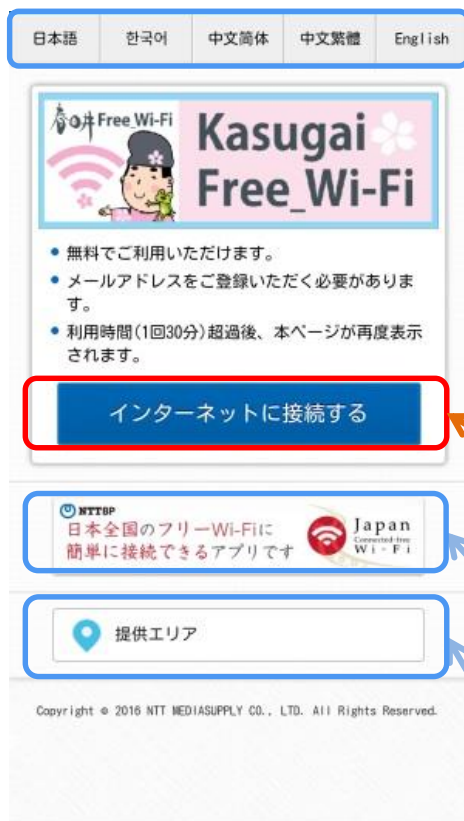 日本語 한국어 中文简体 中文繁體 English
春日井 Free_Wi-Fi
Kasugai
Free_Wi-Fi
無料でご利用いただけます。
メールアドレスをご登録いただく必要がありま
す。
利用時間(1回30分)超過後、本ページが再度表示
されます。
インターネットに接続する
NTTBP
日本全国のフリーWi-Fiに
簡単に接続できるアプリです
Japan
Connected-free
Wi-Fi
提供エリア
Copyright © 2016 NTT MEDIASUPPLY CO., LTD. All Rights Reserved.